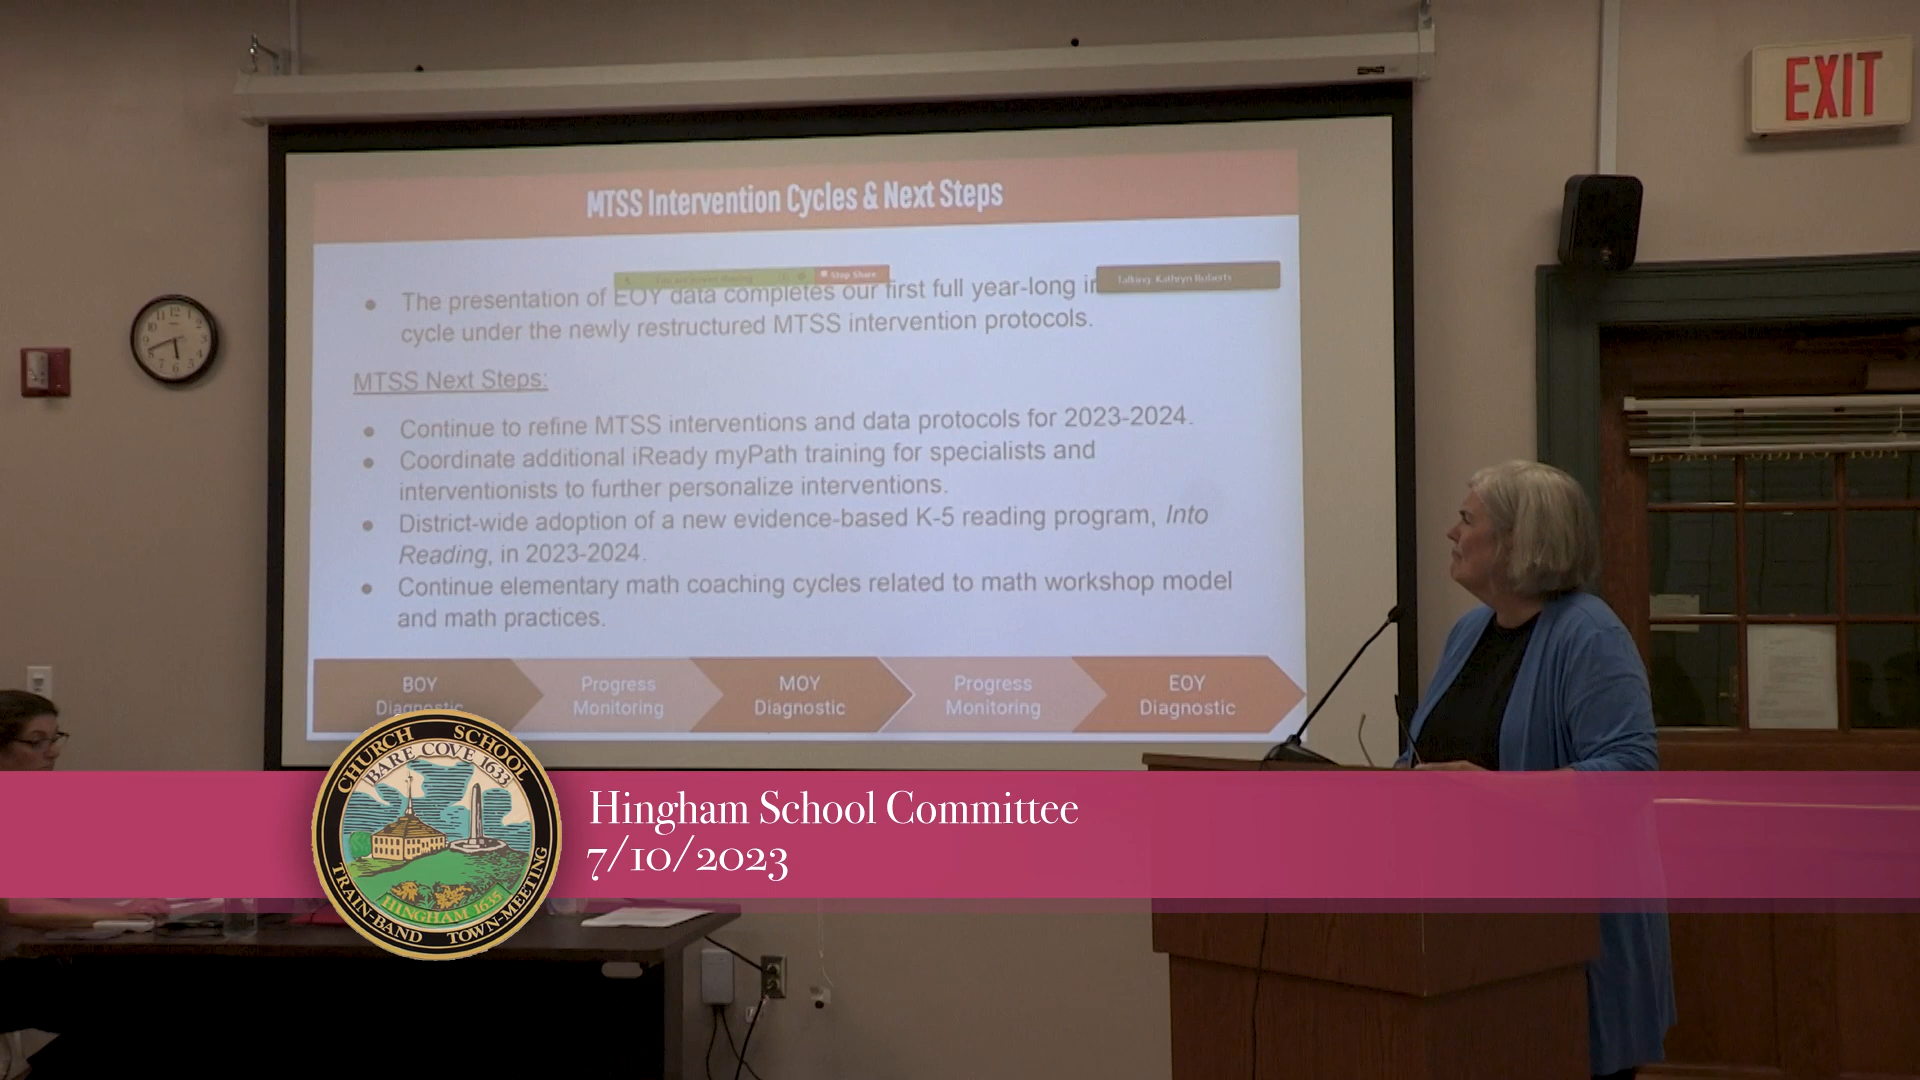 EXIT
MTSS Intervention Cycles & Next Steps
Stop Share
Talking: Kathryn Roberts
The presentation of EOY data completes our first full year-long
cycle under the newly restructured MTSS intervention protocols.
MTSS Next Steps:
Continue to refine MTSS interventions and data protocols for 2023-2024.
Coordinate additional iReady myPath training for specialists and
interventionists to further personalize interventions.
District-wide adoption of a new evidence-based K-5 reading program, Into
Reading, in 2023-2024.
Continue elementary math coaching cycles related to math workshop model
and math practices.
BOY
Diagnostic
Progress
Monitoring
MOY
Diagnostic
Progress
Monitoring
EOY
Diagnostic
CHURCH SCHOOL
BARE COVE 1633
HINGHAM 1635
TRAIN-BAND TOWN-MEETING
Hingham School Committee
7/10/2023